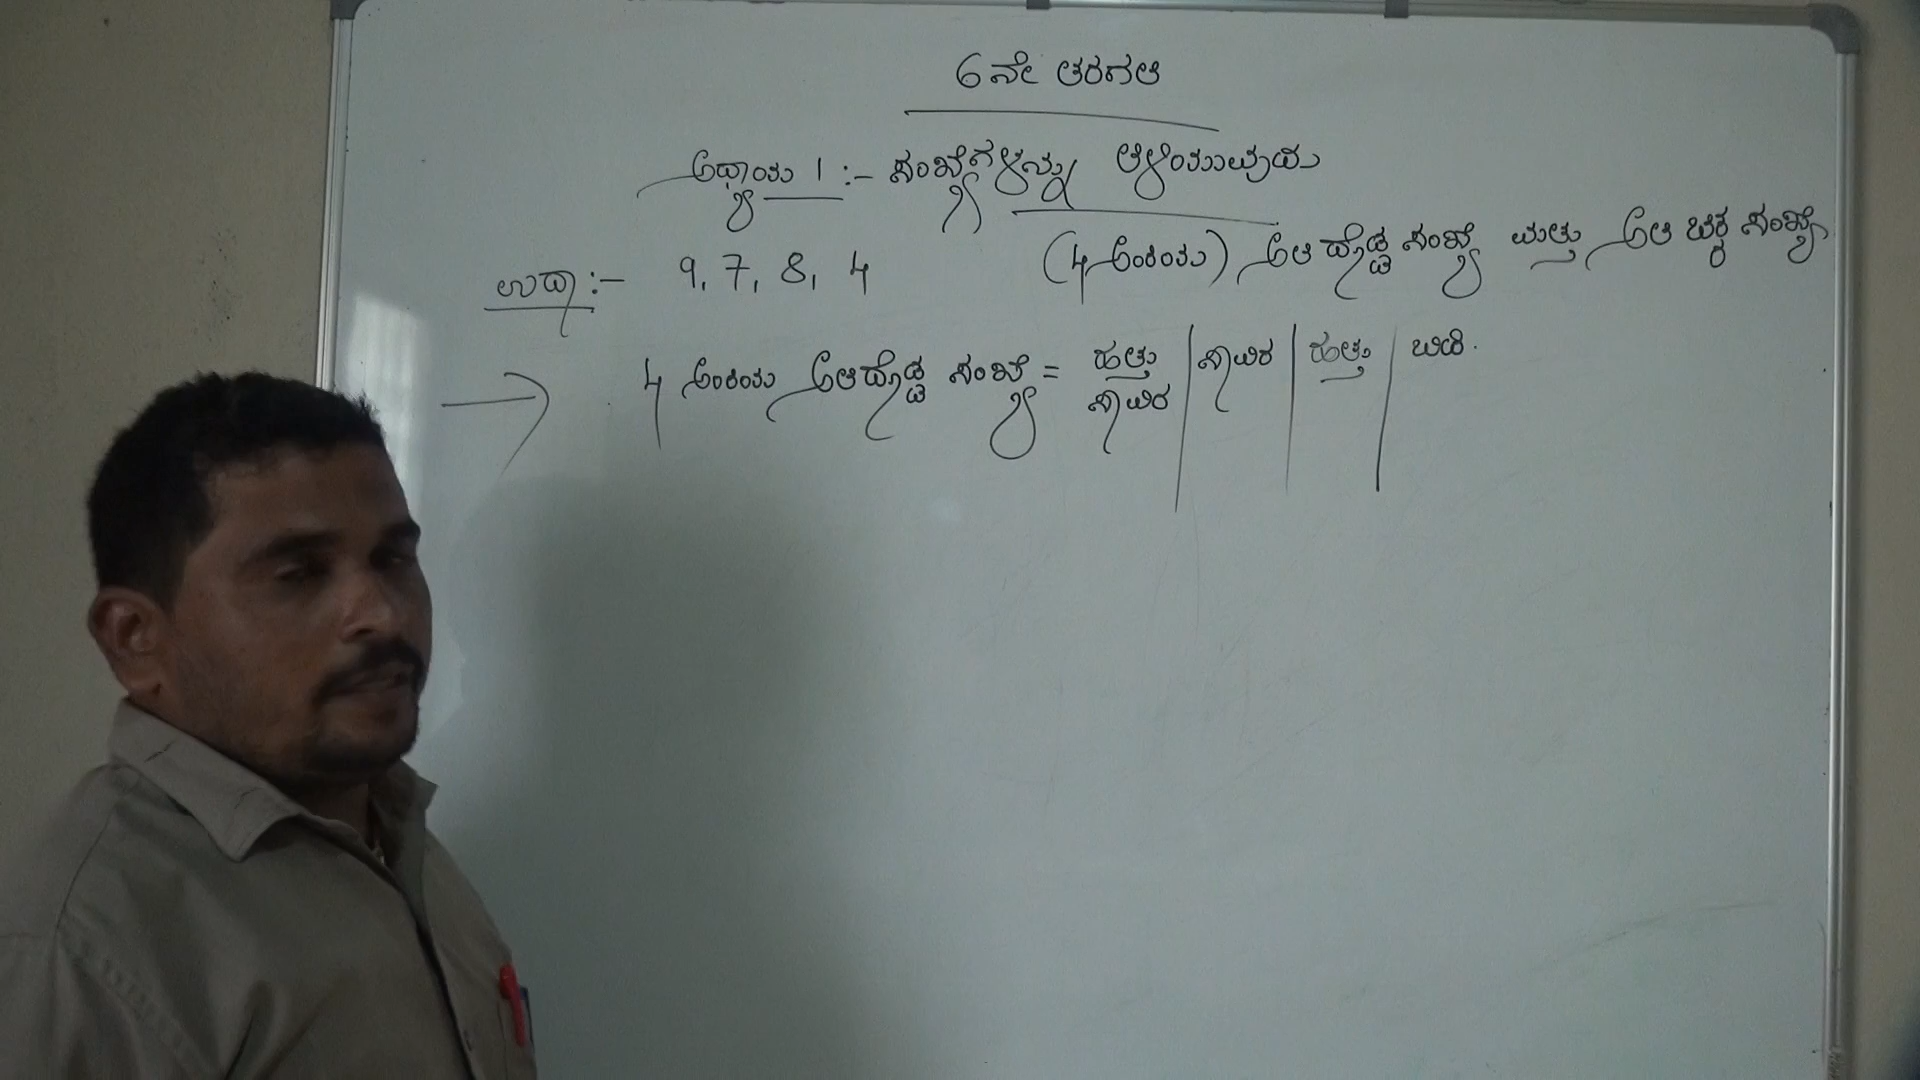 6ನೇ ತರಗತಿ
ಅಧ್ಯಾಯ 1 :- ಸಂಖ್ಯೆಗಳನ್ನು ತಿಳಿಯುವುದು
ಉದಾ :- 9, 7, 8, 4 (4 ಅಂಕಿಯ) ಅತಿ ದೊಡ್ಡ ಸಂಖ್ಯೆ ಮತ್ತು ಅತಿ ಚಿಕ್ಕ ಸಂಖ್ಯೆ
→ 4 ಅಂಕಿಯ ಅತಿದೊಡ್ಡ ಸಂಖ್ಯೆ = ಹತ್ತು ಸಾವಿರ | ಸಾವಿರ | ಹತ್ತು | ಬಿಡಿ.